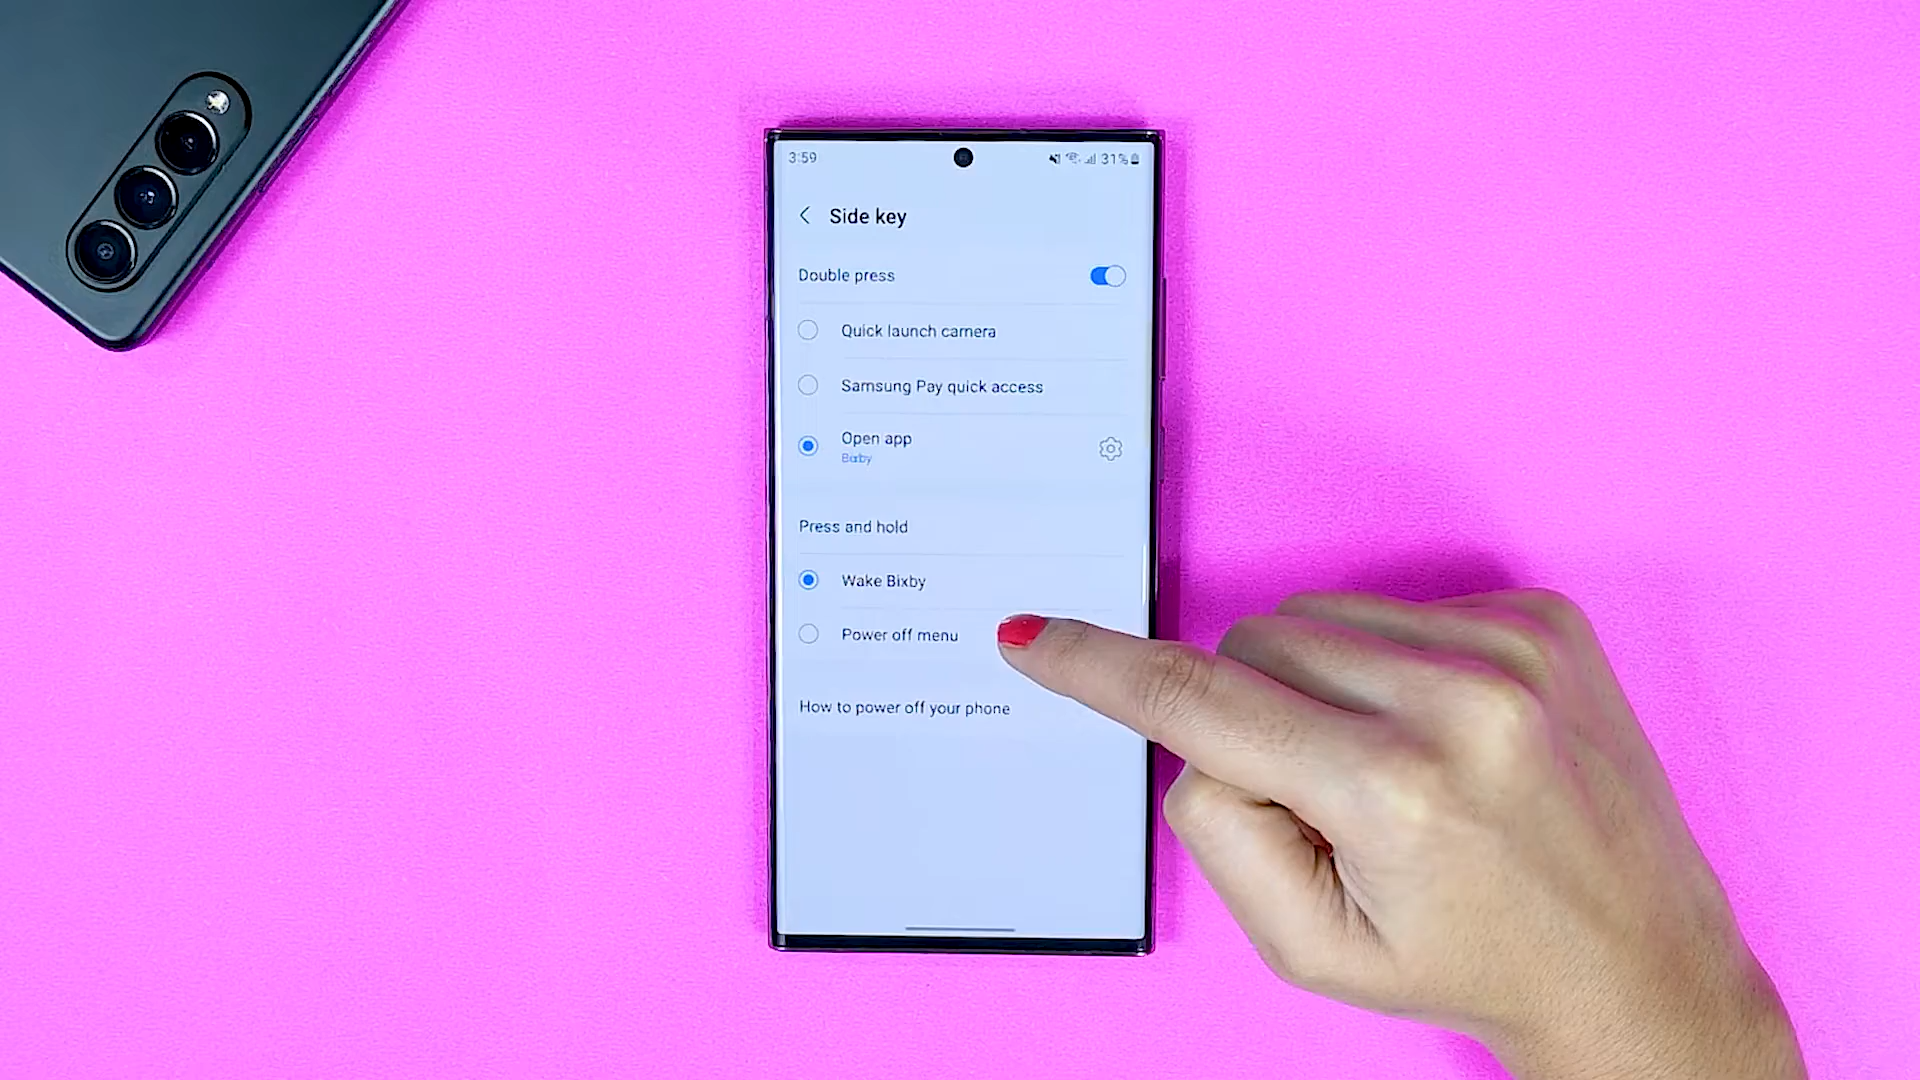 3:59
31%
Side key
Double press
Quick launch camera
Samsung Pay quick access
Open app
Bixby
Press and hold
Wake Bixby
Power off menu
How to power off your phone